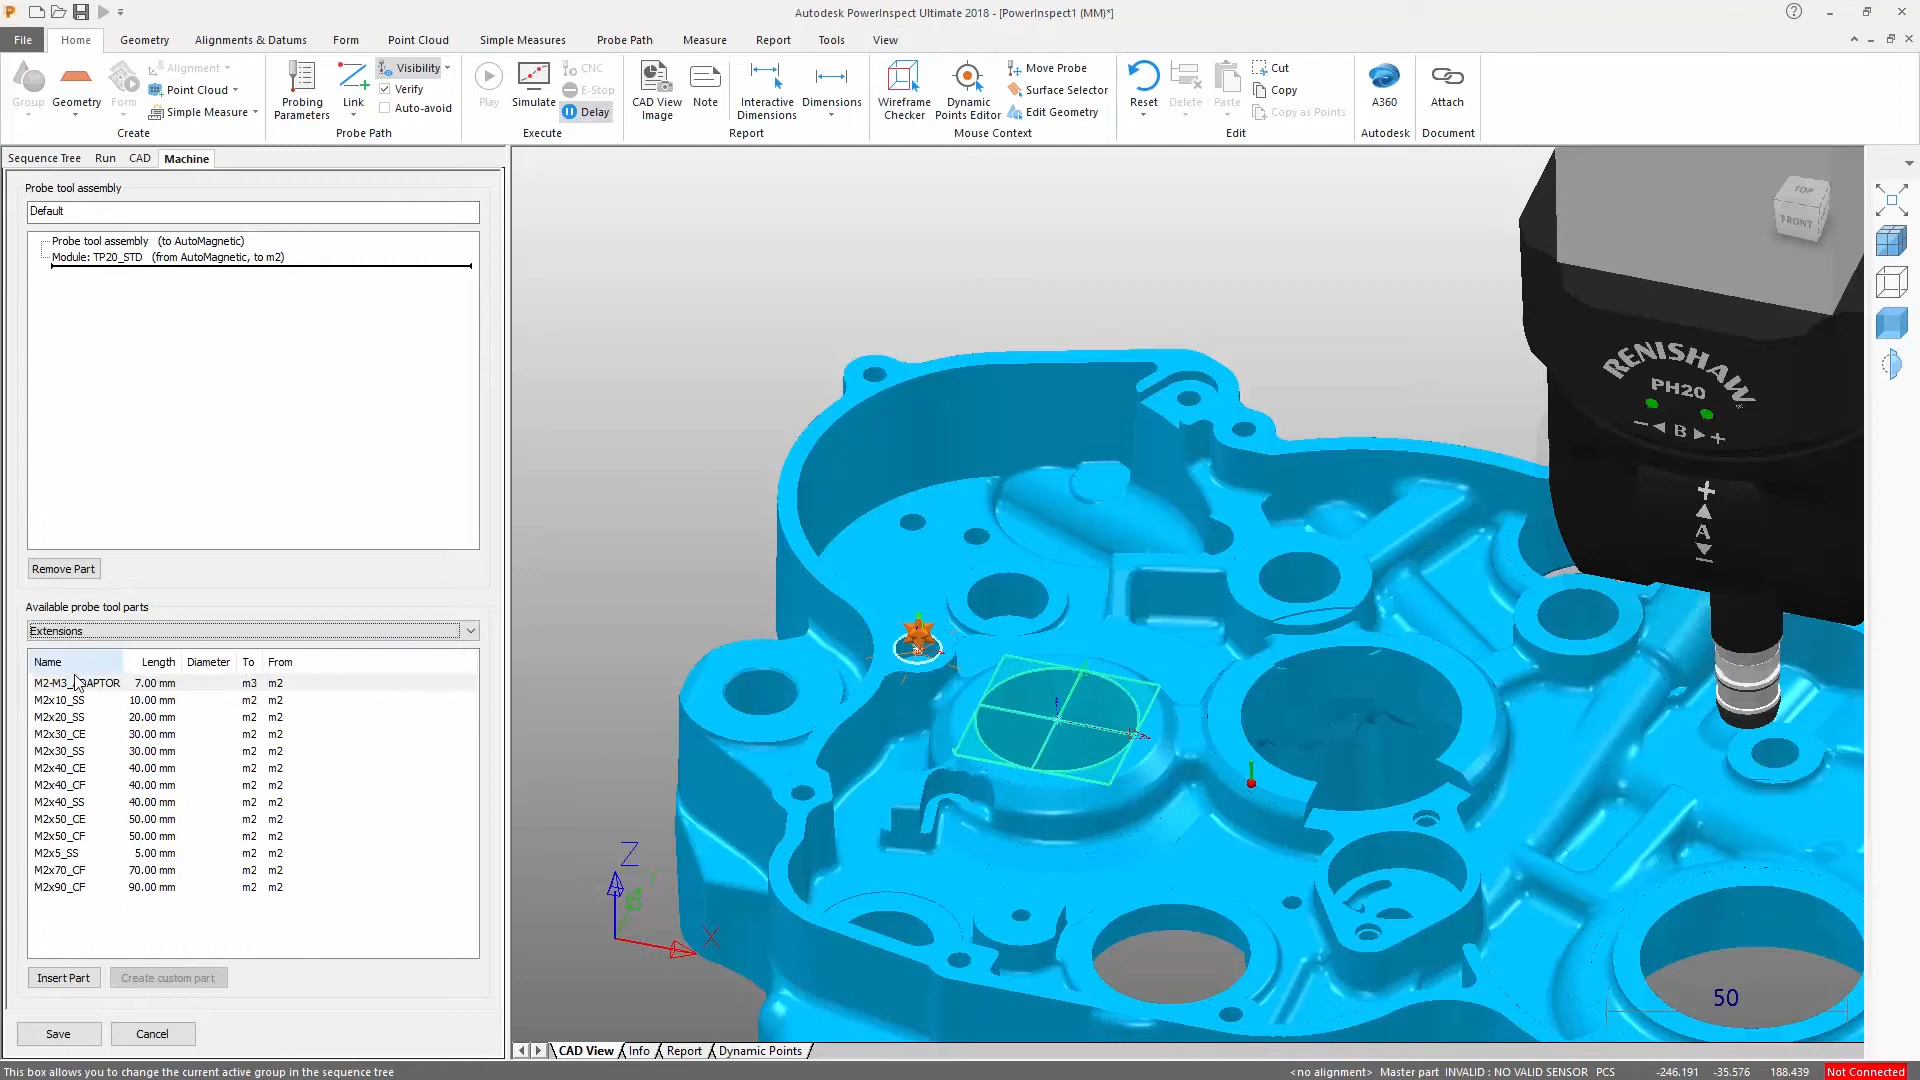 Autodesk PowerInspect Ultimate 2018 - [PowerInspect1 (MM)*]
File Home Geometry Alignments & Datums Form Point Cloud Simple Measures Probe Path Measure Report Tools View
Group Geometry Form Alignment Point Cloud Simple Measure
Create
Probing Parameters Link Visibility Verify Auto-avoid
Probe Path
Play Simulate CNC E-Stop Delay
Execute
CAD View Image Note Interactive Dimensions Dimensions
Report
Wireframe Checker Dynamic Points Editor Move Probe Surface Selector Edit Geometry
Mouse Context
Reset Delete Paste Cut Copy Copy as Points
Edit
A360
Autodesk
Attach
Document
Sequence Tree Run CAD Machine
Probe tool assembly
Default
Probe tool assembly (to AutoMagnetic)
Module: TP20_STD (from AutoMagnetic, to m2)
Remove Part
Available probe tool parts
Extensions
Name Length Diameter To From
M2-M3_ DAPTOR 7.00 mm m3 m2
M2x10_SS 10.00 mm m2 m2
M2x20_SS 20.00 mm m2 m2
M2x30_CE 30.00 mm m2 m2
M2x30_SS 30.00 mm m2 m2
M2x40_CE 40.00 mm m2 m2
M2x40_CF 40.00 mm m2 m2
M2x40_SS 40.00 mm m2 m2
M2x50_CE 50.00 mm m2 m2
M2x50_CF 50.00 mm m2 m2
M2x5_SS 5.00 mm m2 m2
M2x70_CF 70.00 mm m2 m2
M2x90_CF 90.00 mm m2 m2
Insert Part Create custom part
Save Cancel
TOP
FRONT
RENISHAW
PH20
− ◄ B ► +
+
A
−
Z
Y
X
50
CAD View Info Report Dynamic Points
This box allows you to change the current active group in the sequence tree
<no alignment> Master part INVALID : NO VALID SENSOR PCS -246.191 -35.576 188.439 Not Connected